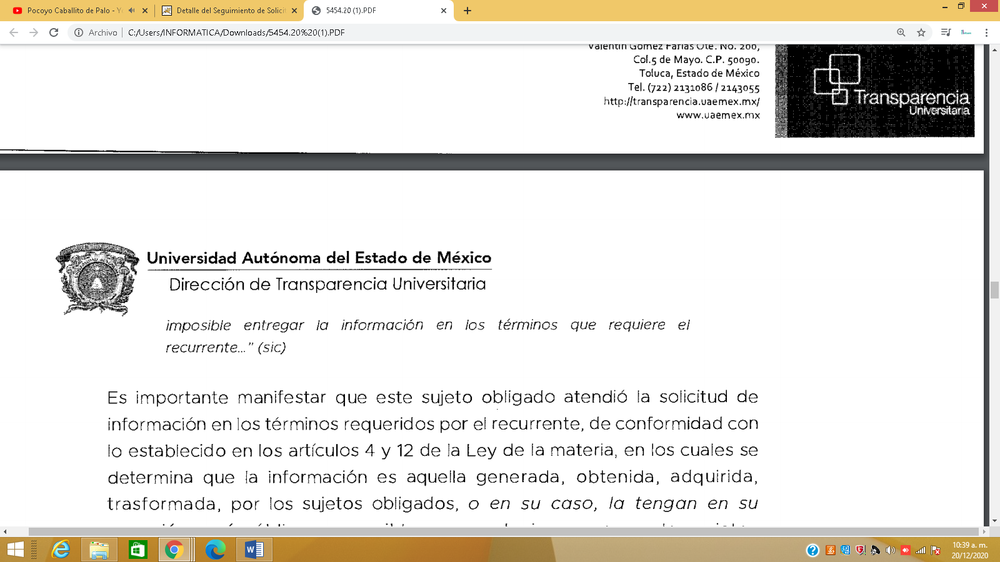 Pocoyo Caballito de Palo - Y
Detalle del Seguimiento de Solicit
5454.20 (1).PDF
Archivo
C:/Users/INFORMATICA/Downloads/5454.20%20(1).PDF
Valentín Gómez Farías Ote. No. 200,
Col.5 de Mayo. C.P. 50090.
Toluca, Estado de México
Tel. (722) 2131086 / 2143055
http://transparencia.uaemex.mx/
www.uaemex.mx
Transparencia
Universitaria
Universidad Autónoma del Estado de México
Dirección de Transparencia Universitaria
imposible entregar la información en los términos que requiere el
recurrente..." (sic)
Es importante manifestar que este sujeto obligado atendió la solicitud de
información en los términos requeridos por el recurrente, de conformidad con
lo establecido en los artículos 4 y 12 de la Ley de la materia, en los cuales se
determina que la información es aquella generada, obtenida, adquirida,
trasformada, por los sujetos obligados, o en su caso, la tengan en su
10:39 a. m.
20/12/2020